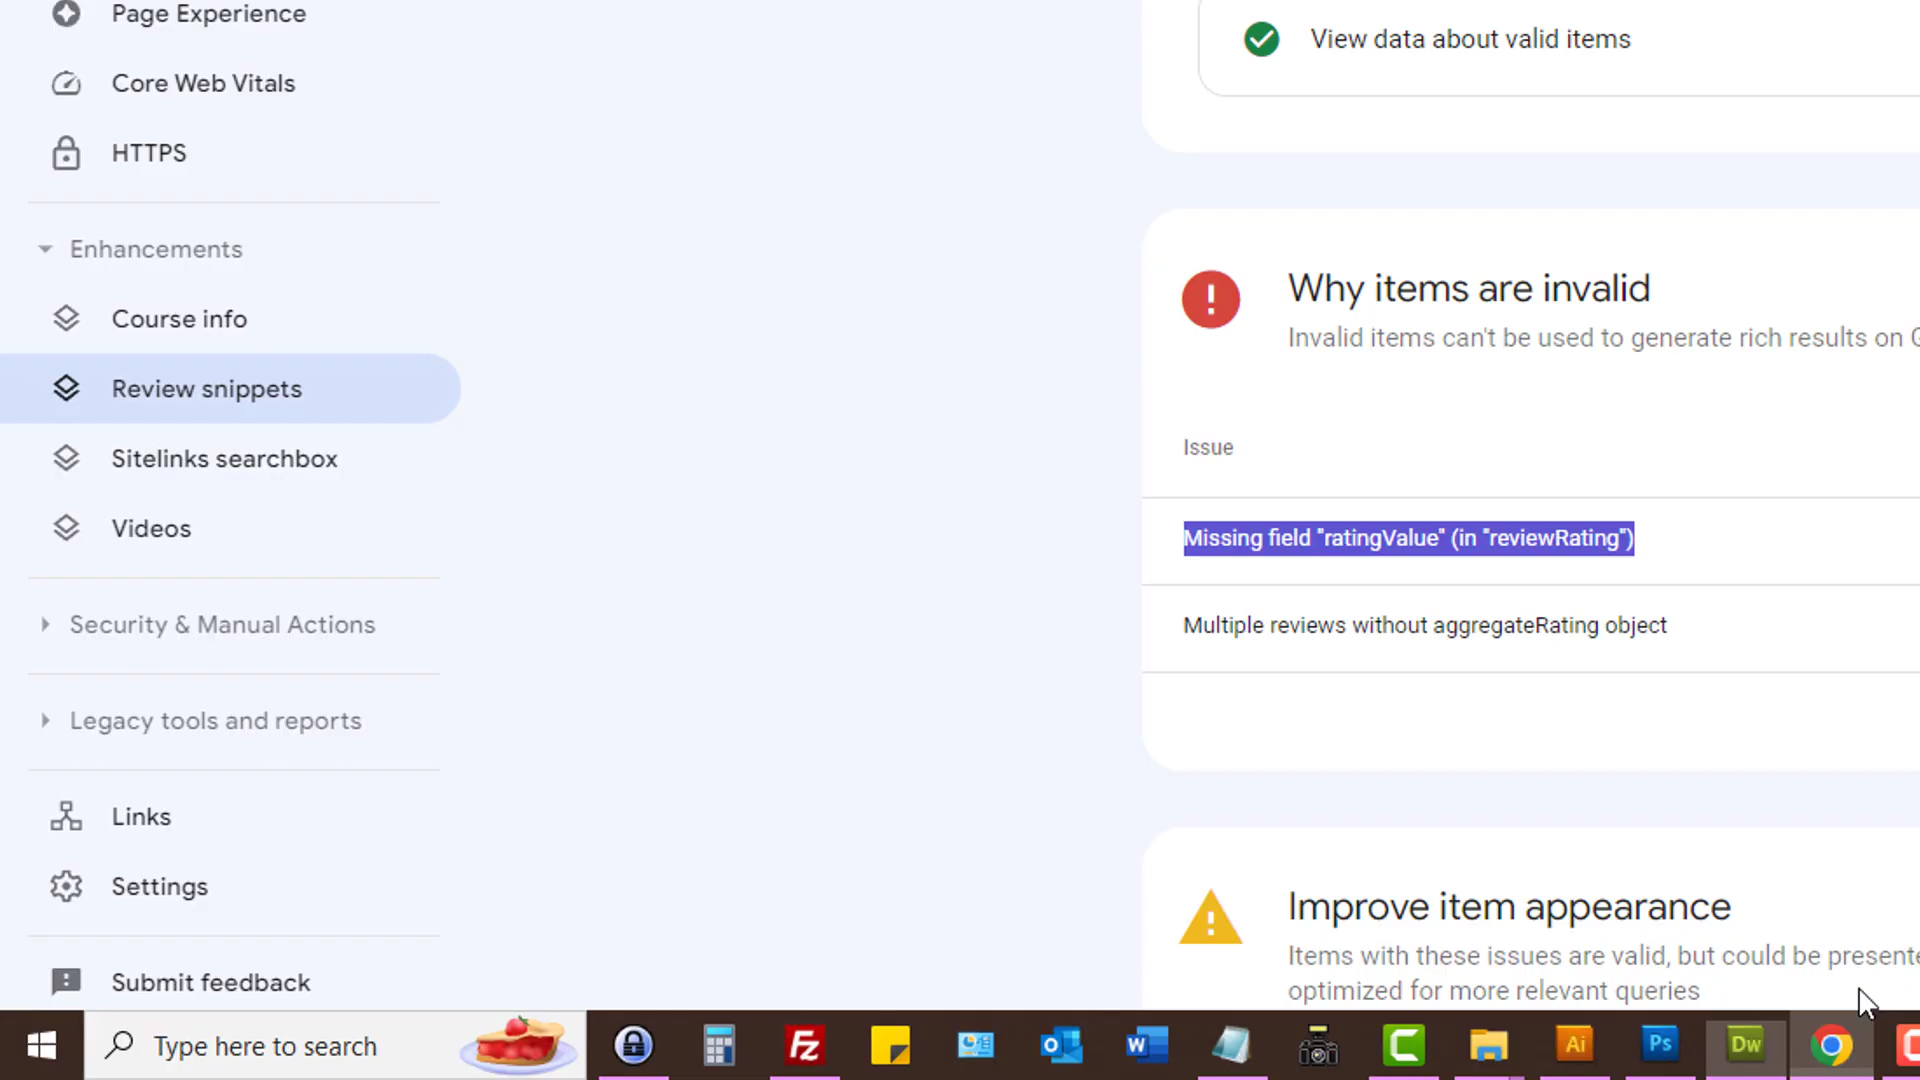 Page Experience
Core Web Vitals
HTTPS
Enhancements
Course info
Review snippets
Sitelinks searchbox
Videos
Security & Manual Actions
Legacy tools and reports
Links
Settings
Submit feedback
View data about valid items
Why items are invalid
Invalid items can't be used to generate rich results on
Issue
Missing field "ratingValue" (in "reviewRating")
Multiple reviews without aggregateRating object
Improve item appearance
Items with these issues are valid, but could be presente
optimized for more relevant queries
Type here to search
Fz
W
Ai
Ps
Dw